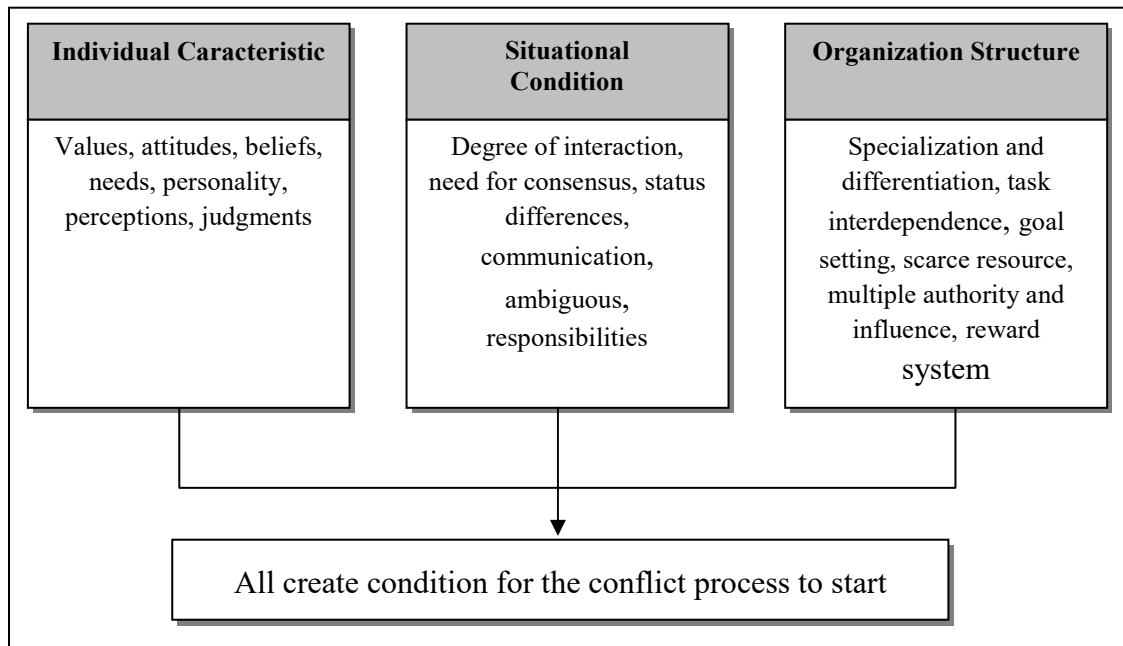 Individual Caracteristic
Values, attitudes, beliefs,
needs, personality,
perceptions, judgments
Situational
Condition
Degree of interaction,
need for consensus, status
differences,
communication,
ambiguous,
responsibilities
Organization Structure
Specialization and
differentiation, task
interdependence, goal
setting, scarce resource,
multiple authority and
influence, reward
system
All create condition for the conflict process to start